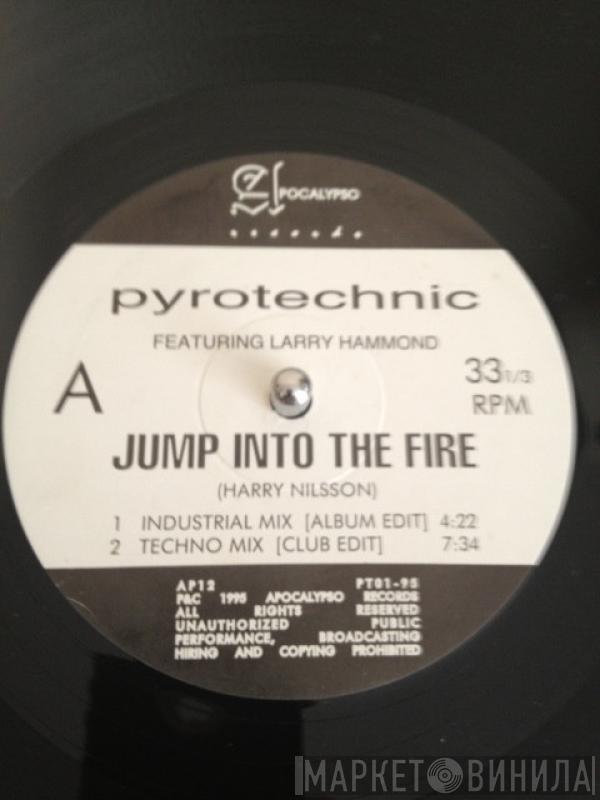 POCALYPSO
records
pyrotechnic
FEATURING LARRY HAMMOND
A
33 1/3
RPM
JUMP INTO THE FIRE
(HARRY NILSSON)
1 INDUSTRIAL MIX [ALBUM EDIT] 4:22
2 TECHNO MIX [CLUB EDIT] 7:34
AP12 PT01-95
P&C 1995 APOCALYPSO RECORDS
ALL RIGHTS RESERVED
UNAUTHORIZED PUBLIC
PERFORMANCE, BROADCASTING
HIRING AND COPYING PROHIBITED
МАРКЕТ ВИНИЛА